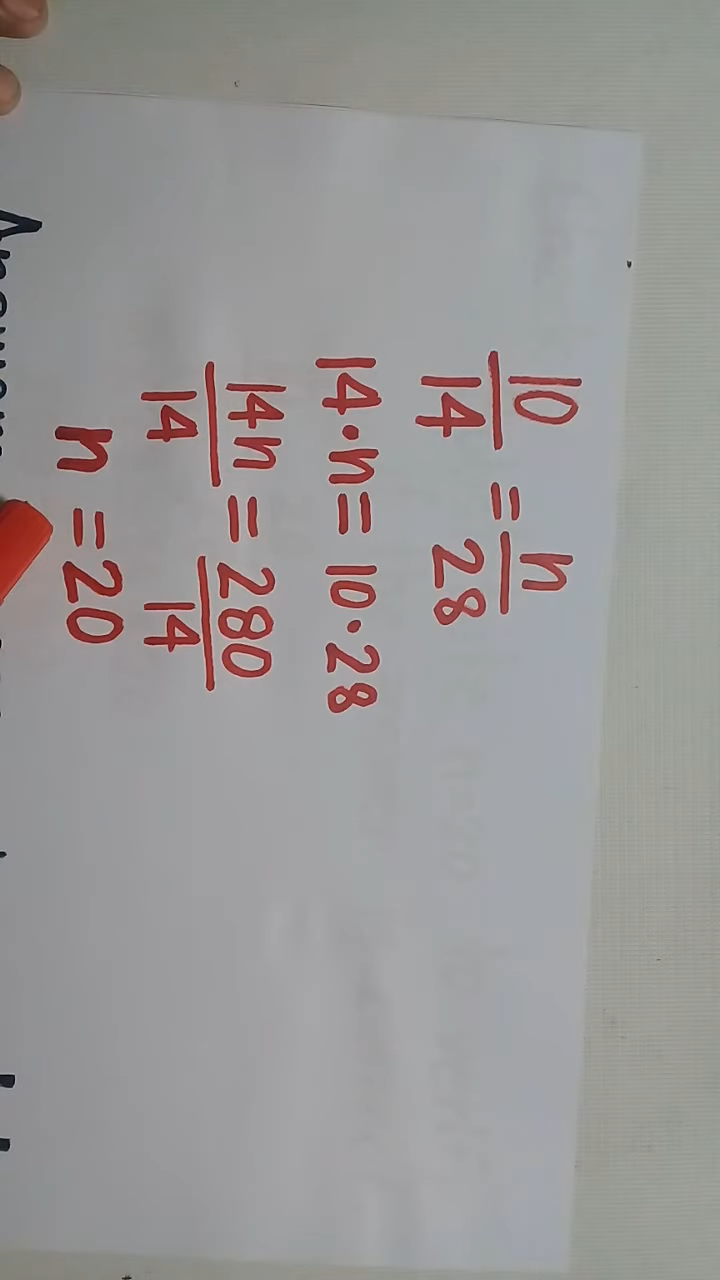 10/14 = n/28
14·n = 10·28
14n/14 = 280/14
n = 20